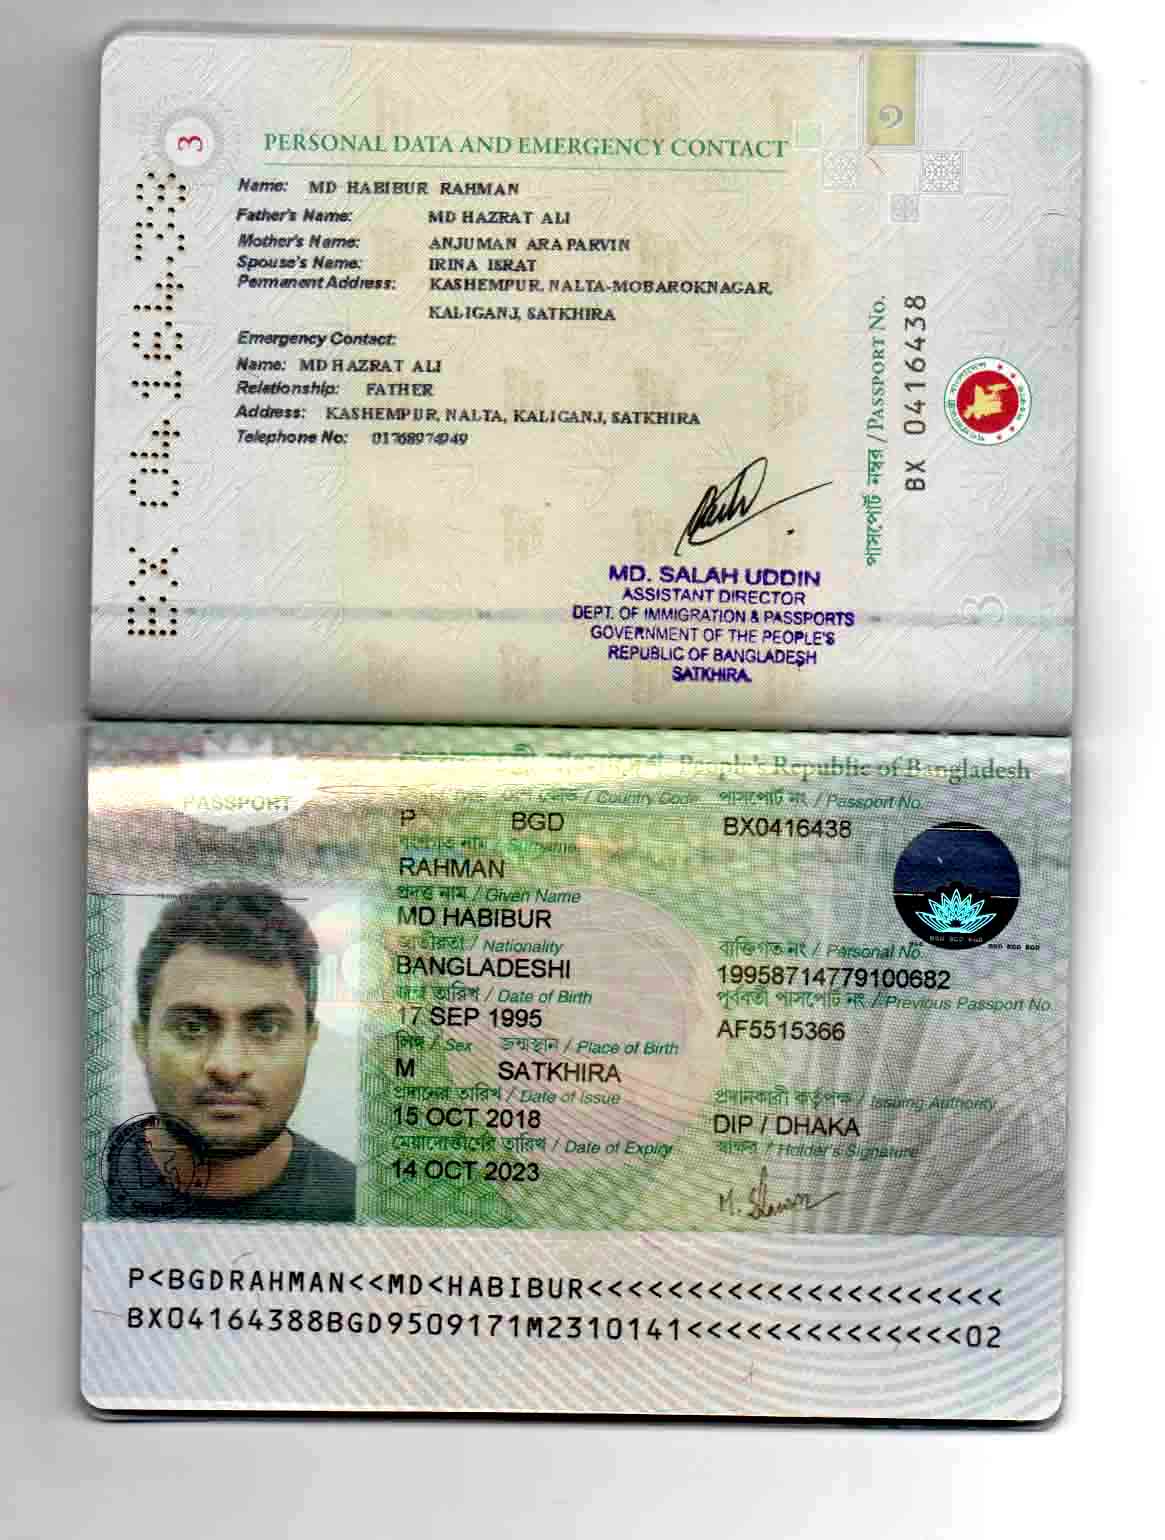 3
PERSONAL DATA AND EMERGENCY CONTACT
Name: MD HABIBUR RAHMAN
Father's Name: MD HAZRAT ALI
Mother's Name: ANJUMAN ARA PARVIN
Spouse's Name: IRINA ISRAT
Permanent Address: KASHEMPUR, NALTA-MOBAROKNAGAR,
KALIGANJ, SATKHIRA
Emergency Contact:
Name: MD HAZRAT ALI
Relationship: FATHER
Address: KASHEMPUR, NALTA, KALIGANJ, SATKHIRA
Telephone No: 01768974949
BX 0416438
পাসপোর্ট নম্বর / PASSPORT No.
BX 0416438
MD. SALAH UDDIN
ASSISTANT DIRECTOR
DEPT. OF IMMIGRATION & PASSPORTS
GOVERNMENT OF THE PEOPLE'S
REPUBLIC OF BANGLADESH
SATKHIRA.
3
People's Republic of Bangladesh
PASSPORT
/ Country Code পাসপোর্ট নং / Passport No.
P BGD BX0416438
RAHMAN
প্রদত্ত নাম / Given Name
MD HABIBUR
জাতীয়তা / Nationality ব্যক্তিগত নং / Personal No.
BANGLADESHI 19958714779100682
জন্ম তারিখ / Date of Birth পূর্ববর্তী পাসপোর্ট নং / Previous Passport No.
17 SEP 1995 AF5515366
লিঙ্গ / Sex জন্মস্থান / Place of Birth
M SATKHIRA
প্রদানের তারিখ / Date of Issue প্রদানকারী কর্তৃপক্ষ / Issuing Authority
15 OCT 2018 DIP / DHAKA
মেয়াদোত্তীর্ণের তারিখ / Date of Expiry স্বাক্ষর / Holder's Signature
14 OCT 2023
P<BGDRAHMAN<<MD<HABIBUR<<<<<<<<<<<<<<<<<<<<<
BX04164388BGD9509171M2310141<<<<<<<<<<<<<<02